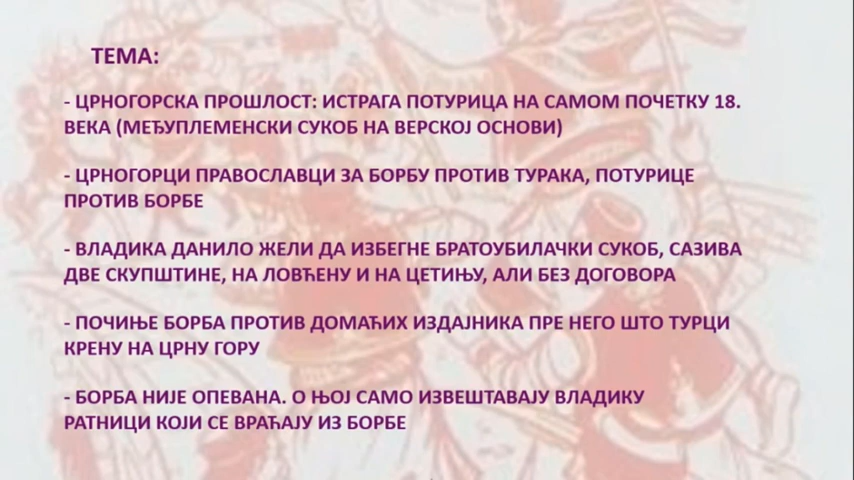 ТЕМА:
- ЦРНОГОРСКА ПРОШЛОСТ: ИСТРАГА ПОТУРИЦА НА САМОМ ПОЧЕТКУ 18.
ВЕКА (МЕЂУПЛЕМЕНСКИ СУКОБ НА ВЕРСКОЈ ОСНОВИ)
- ЦРНОГОРЦИ ПРАВОСЛАВЦИ ЗА БОРБУ ПРОТИВ ТУРАКА, ПОТУРИЦЕ
ПРОТИВ БОРБЕ
- ВЛАДИКА ДАНИЛО ЖЕЛИ ДА ИЗБЕГНЕ БРАТОУБИЛАЧКИ СУКОБ, САЗИВА
ДВЕ СКУПШТИНЕ, НА ЛОВЋЕНУ И НА ЦЕТИЊУ, АЛИ БЕЗ ДОГОВОРА
- ПОЧИЊЕ БОРБА ПРОТИВ ДОМАЋИХ ИЗДАЈНИКА ПРЕ НЕГО ШТО ТУРЦИ
КРЕНУ НА ЦРНУ ГОРУ
- БОРБА НИЈЕ ОПЕВАНА. О ЊОЈ САМО ИЗВЕШТАВАЈУ ВЛАДИКУ
РАТНИЦИ КОЈИ СЕ ВРАЋАЈУ ИЗ БОРБЕ